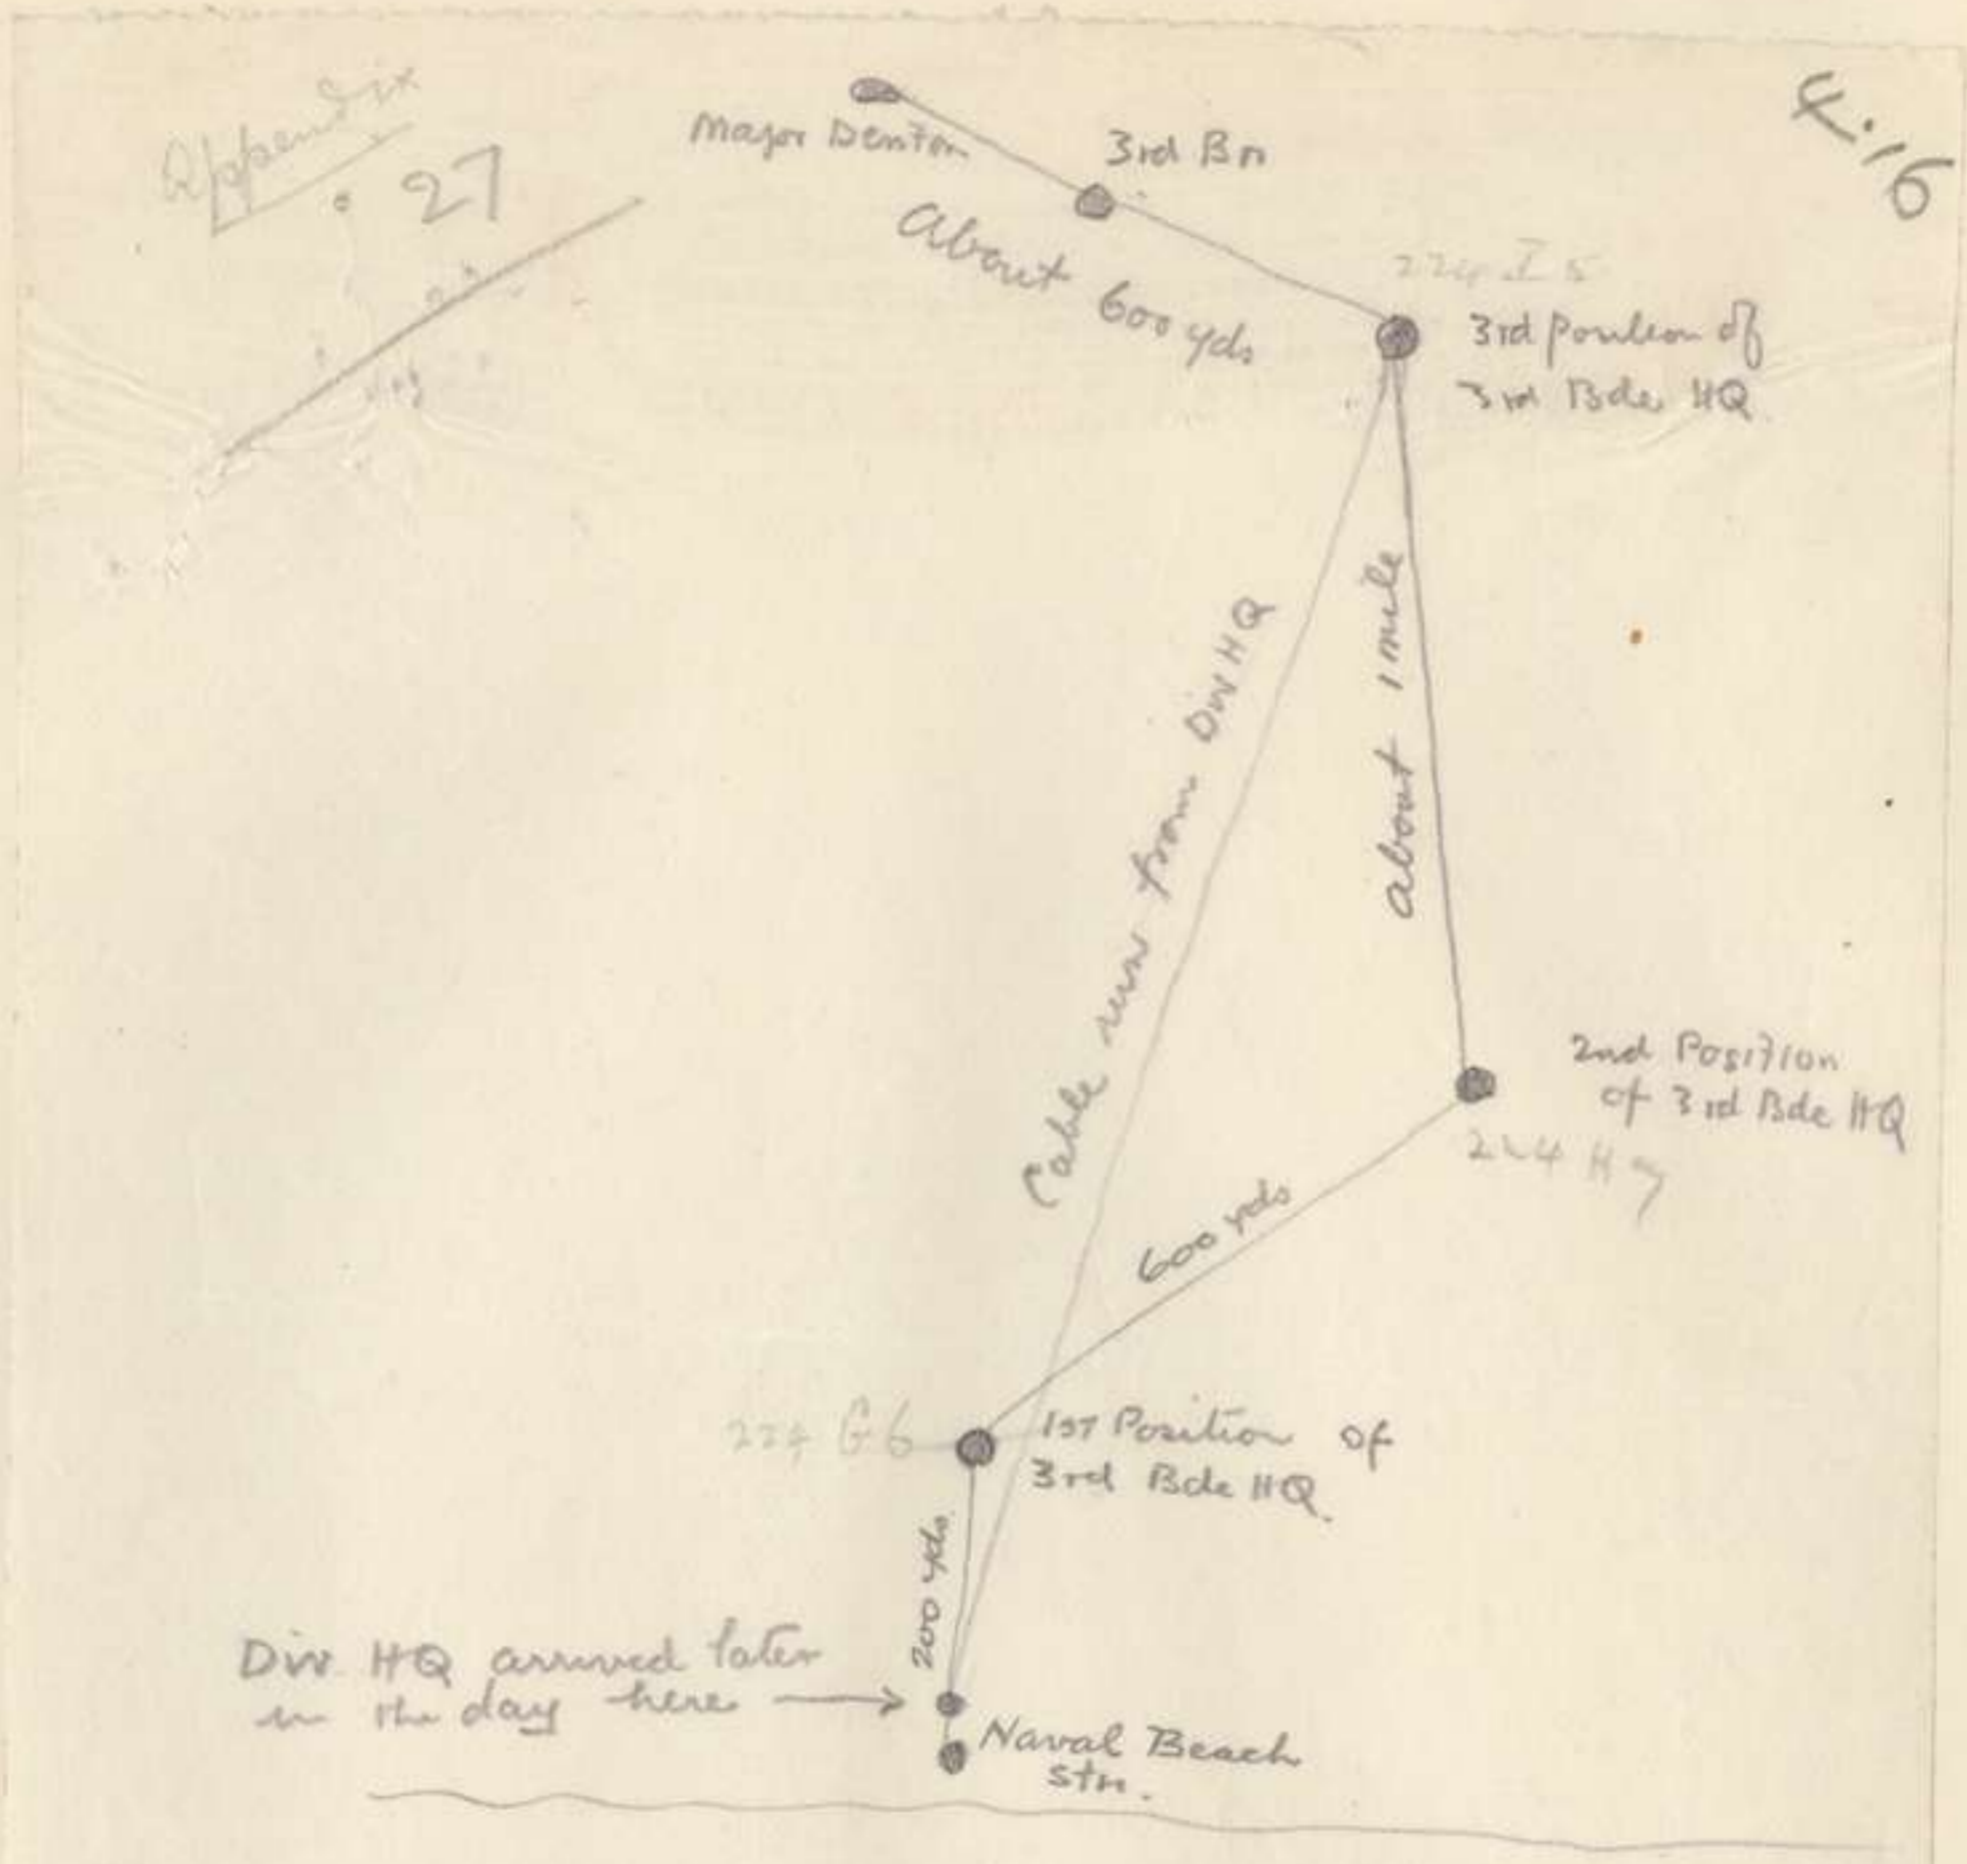 Appendix
27
4.16
Major Denton
3rd Bn
About 600 yds
224 I 5
3rd position of
3rd Bde HQ
Cable run from Div HQ
about 1 mile
2nd Position
of 3rd Bde HQ
224 H 7
600 yds
224 G 6
1st Position of
3rd Bde HQ.
200 yds
Div HQ arrived later
in the day here
Naval Beach
Stn.